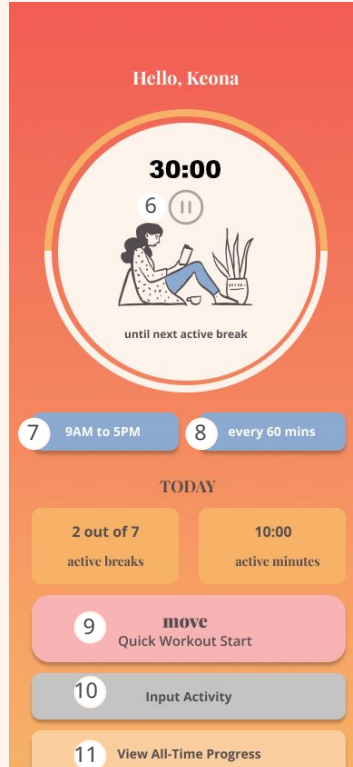 Hello, Keona
30:00
6
until next active break
7 9AM to 5PM
8 every 60 mins
TODAY
2 out of 7
active breaks
10:00
active minutes
9 move
Quick Workout Start
10 Input Activity
11 View All-Time Progress